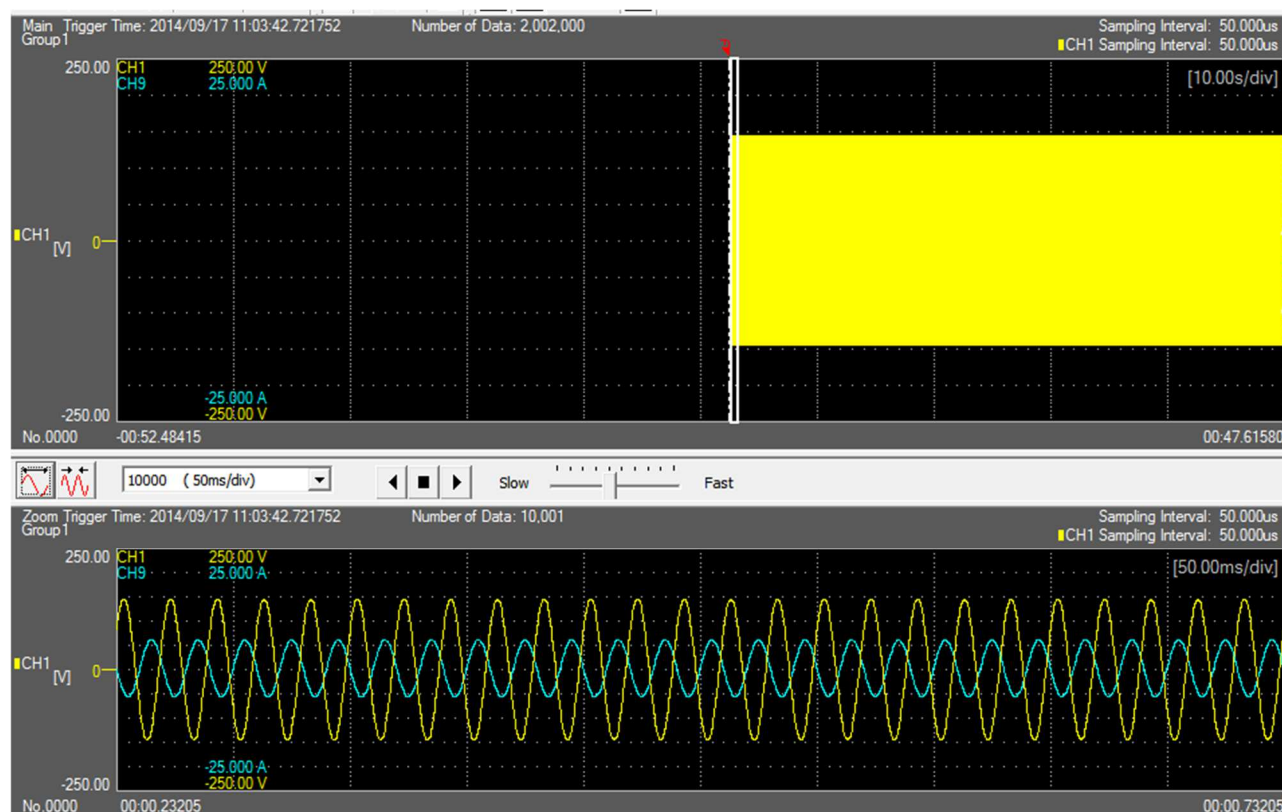 Main Trigger Time: 2014/09/17 11:03:42.721752 Number of Data: 2,002,000 Sampling Interval: 50.000us
Group1 CH1 Sampling Interval: 50.000us
250.00 CH1 250.00 V [10.00s/div]
CH9 25.000 A
CH1 [V] 0
-25.000 A
-250.00 -250.00 V
No.0000 -00:52.48415 00:47.61580
10000 ( 50ms/div) Slow Fast
Zoom Trigger Time: 2014/09/17 11:03:42.721752 Number of Data: 10,001 Sampling Interval: 50.000us
Group1 CH1 Sampling Interval: 50.000us
250.00 CH1 250.00 V [50.00ms/div]
CH9 25.000 A
CH1 [V] 0
-25.000 A
-250.00 -250.00 V
No.0000 00:00.23205 00:00.73205